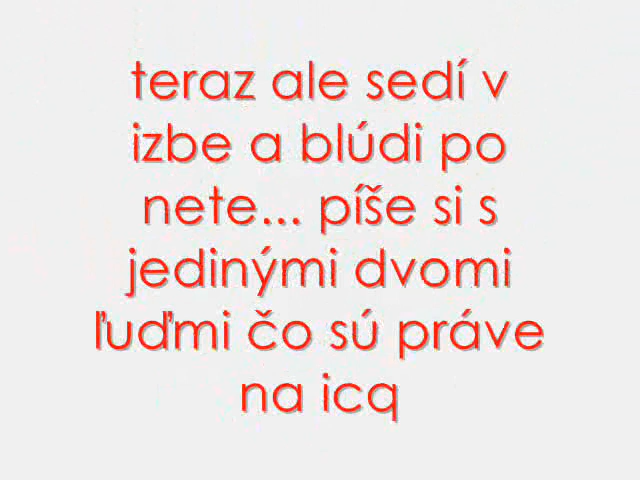 teraz ale sedí v
izbe a blúdi po
nete... píše si s
jedinými dvomi
ľuďmi čo sú práve
na icq